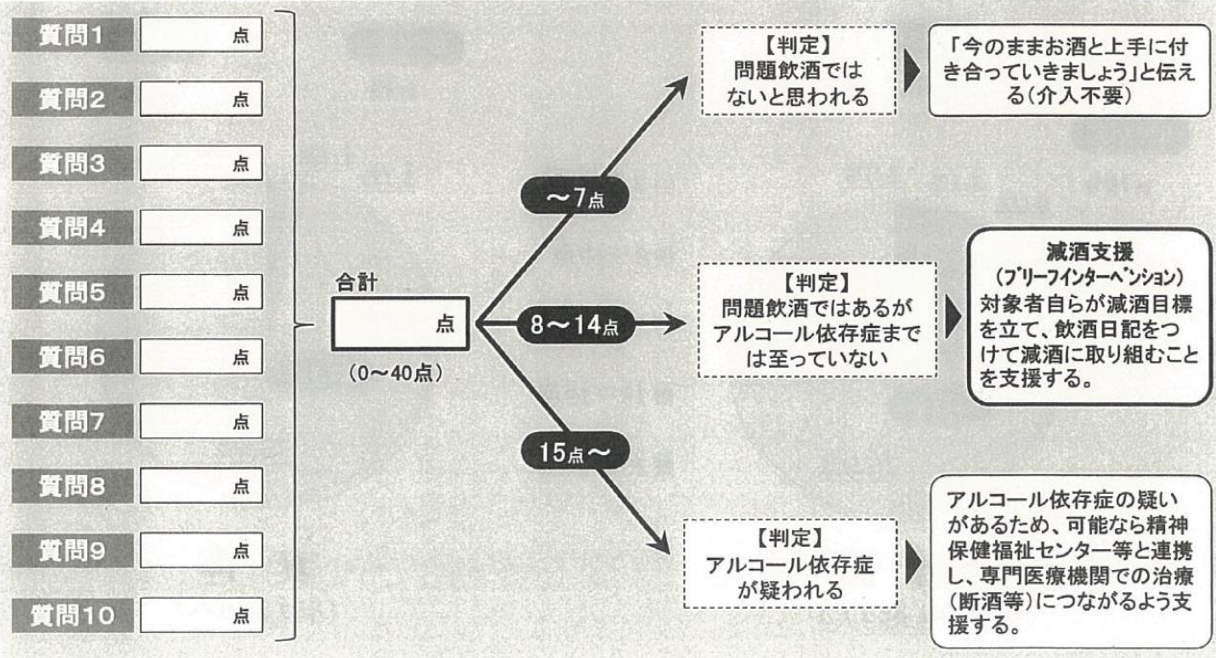 質問1 点
質問2 点
質問3 点
質問4 点
質問5 点
質問6 点
質問7 点
質問8 点
質問9 点
質問10 点
合計
点
(0～40点)
～7点
8～14点
15点～
【判定】
問題飲酒では
ないと思われる
「今のままお酒と上手に付
き合っていきましょう」と伝え
る(介入不要)
【判定】
問題飲酒ではあるが
アルコール依存症まで
は至っていない
減酒支援
(ブリーフインターベンション)
対象者自らが減酒目標
を立て、飲酒日記をつ
けて減酒に取り組むこと
を支援する。
【判定】
アルコール依存症
が疑われる
アルコール依存症の疑い
があるため、可能なら精神
保健福祉センター等と連携
し、専門医療機関での治療
(断酒等)につながるよう支
援する。